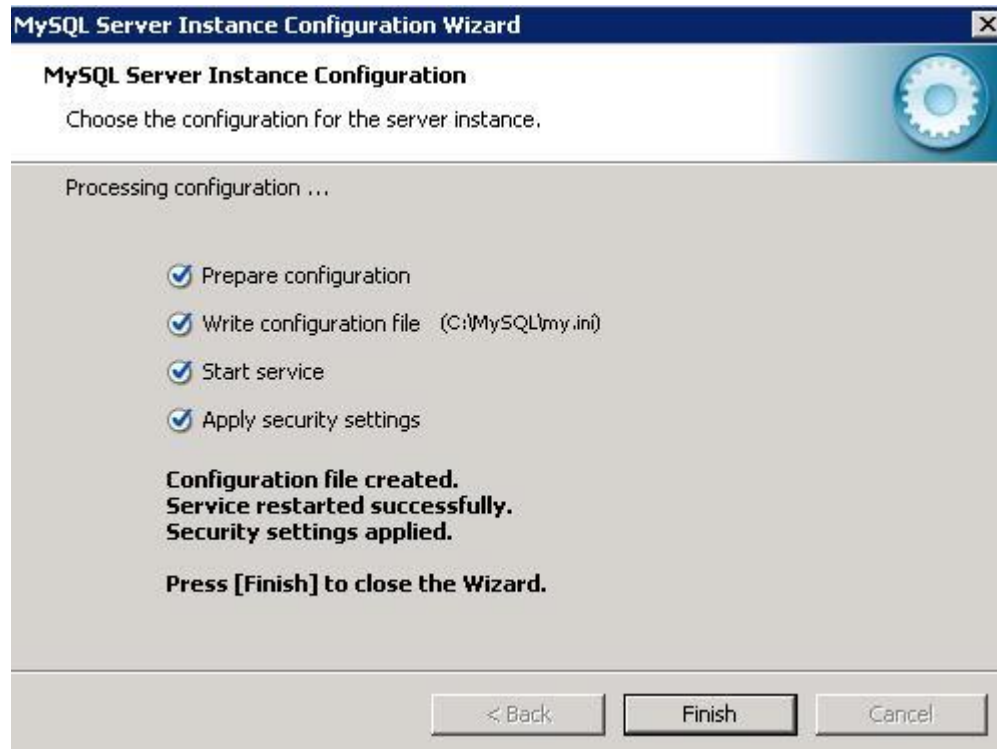 MySQL Server Instance Configuration Wizard
MySQL Server Instance Configuration
Choose the configuration for the server instance.
Processing configuration ...
Prepare configuration
Write configuration file (C:\MySQL\my.ini)
Start service
Apply security settings
Configuration file created.
Service restarted successfully.
Security settings applied.
Press [Finish] to close the Wizard.
< Back Finish Cancel